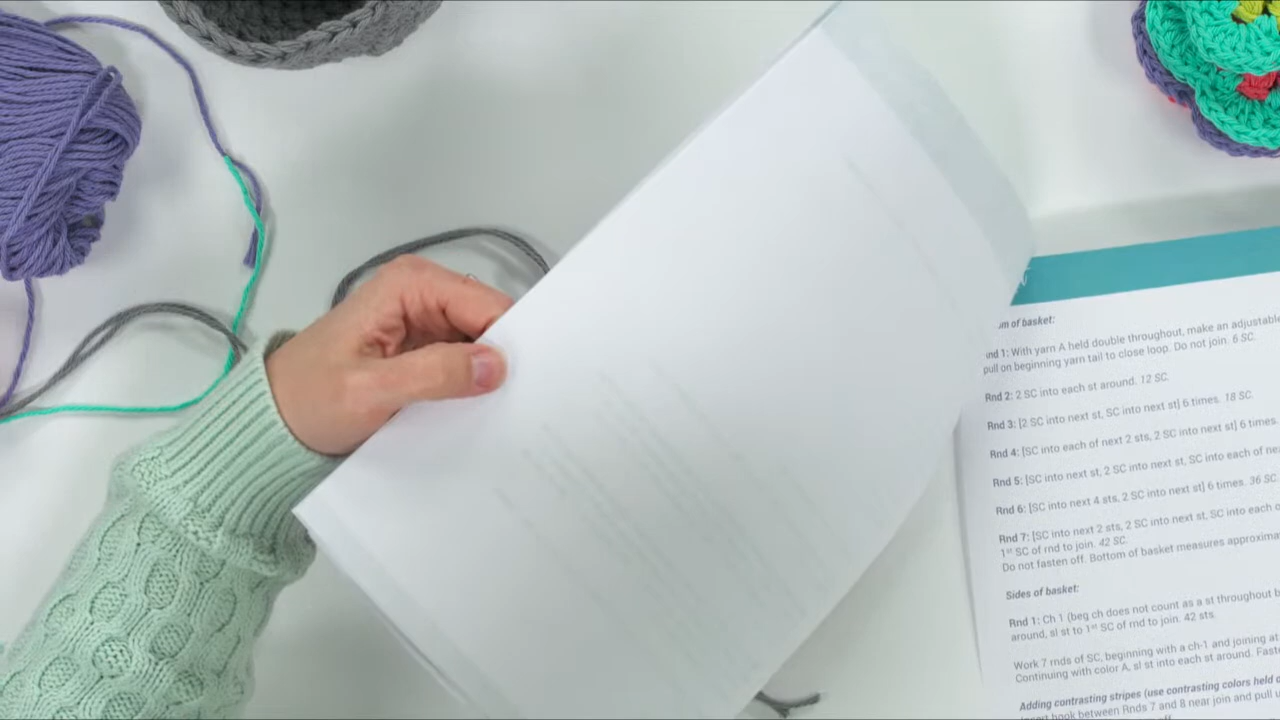 m of basket:
nd 1: With yarn A held double throughout, make an adjustable
pull on beginning yarn tail to close loop. Do not join. 6 SC.
Rnd 2: 2 SC into each st around. 12 SC.
Rnd 3: [2 SC into next st, SC into next st] 6 times. 18 SC.
Rnd 4: [SC into each of next 2 sts, 2 SC into next st] 6 times.
Rnd 5: [SC into next st, 2 SC into next st, SC into each of
Rnd 6: [SC into next 4 sts, 2 SC into next st] 6 times. 36 SC
Rnd 7: [SC into next 2 sts, 2 SC into next st, SC into each
1st SC of rnd to join. 42 SC.
Do not fasten off. Bottom of basket measures
Sides of basket:
Rnd 1: Ch 1 (beg ch does not count as a st throughout
around, sl st to 1st SC of rnd to join. 42 sts.
Work 7 rnds of SC, beginning with a ch-1 and joining at
Continuing with color A, sl st into each st around.
Adding contrasting stripes (use contrasting colors held
hook between Rnds 7 and 8 near join and pull